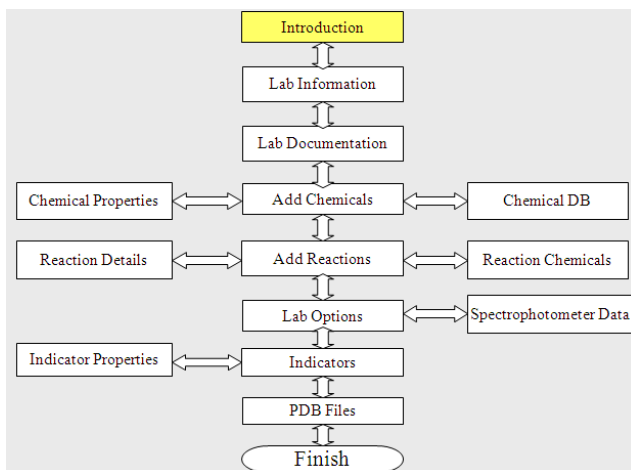 Introduction
Lab Information
Lab Documentation
Chemical Properties
Add Chemicals
Chemical DB
Reaction Details
Add Reactions
Reaction Chemicals
Lab Options
Spectrophotometer Data
Indicator Properties
Indicators
PDB Files
Finish